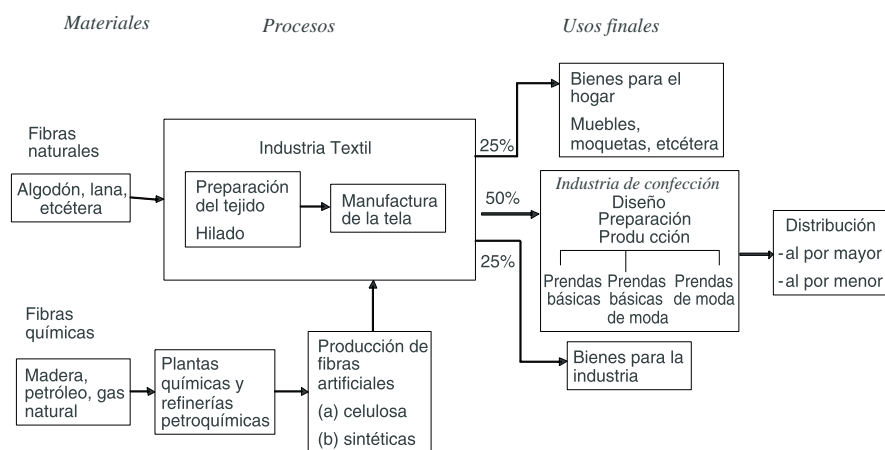 Materiales
Procesos
Usos finales
Fibras
naturales
Algodón, lana,
etcétera
Industria Textil
Preparación
del tejido
Hilado
Manufactura
de la tela
25%
50%
25%
Bienes para el
hogar
Muebles,
moquetas, etcétera
Industria de confección
Diseño
Preparación
Produ cción
Prendas
básicas
Prendas
básicas
de moda
Prendas
de moda
Distribución
-al por mayor
-al por menor
Bienes para la
industria
Fibras
químicas
Madera,
petróleo, gas
natural
Plantas
químicas y
refinerías
petroquímicas
Producción de
fibras
artificiales
(a) celulosa
(b) sintéticas